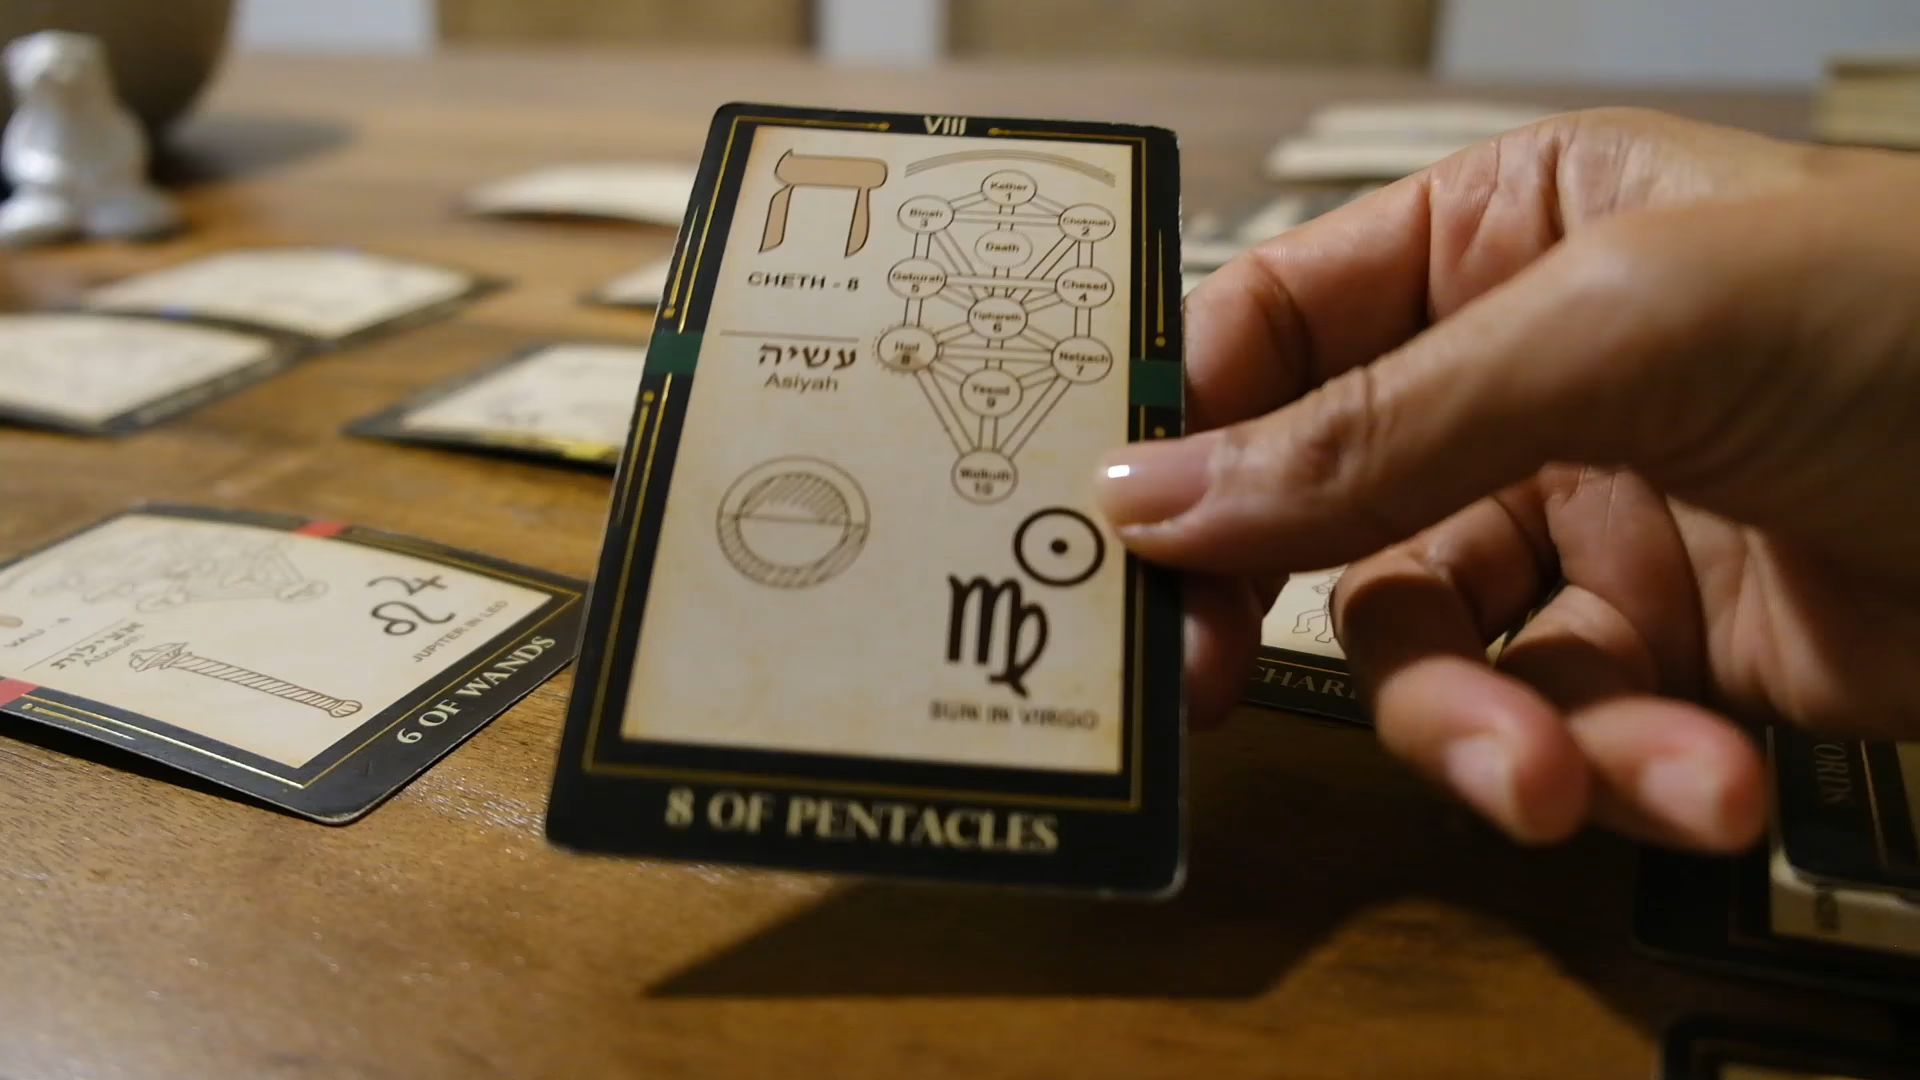 VIII
ח
CHETH - 8
עשיה
Asiyah
Kether
1
Binah
3
Chokmah
2
Daath
Geburah
5
Chesed
4
Tiphareth
6
Hod
8
Netzach
7
Yesod
9
Malkuth
10
SUN IN VIRGO
8 OF PENTACLES
אצילות
Atziluth
JUPITER IN LEO
6 OF WANDS